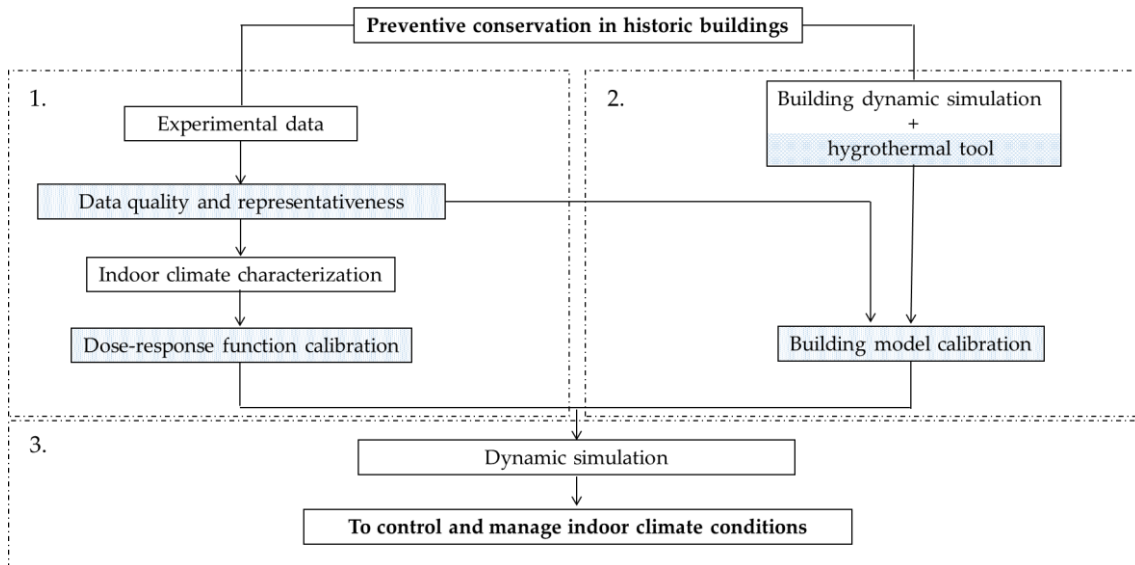 Preventive conservation in historic buildings
1.
Experimental data
Data quality and representativeness
Indoor climate characterization
Dose-response function calibration
2.
Building dynamic simulation
+
hygrothermal tool
Building model calibration
3.
Dynamic simulation
To control and manage indoor climate conditions